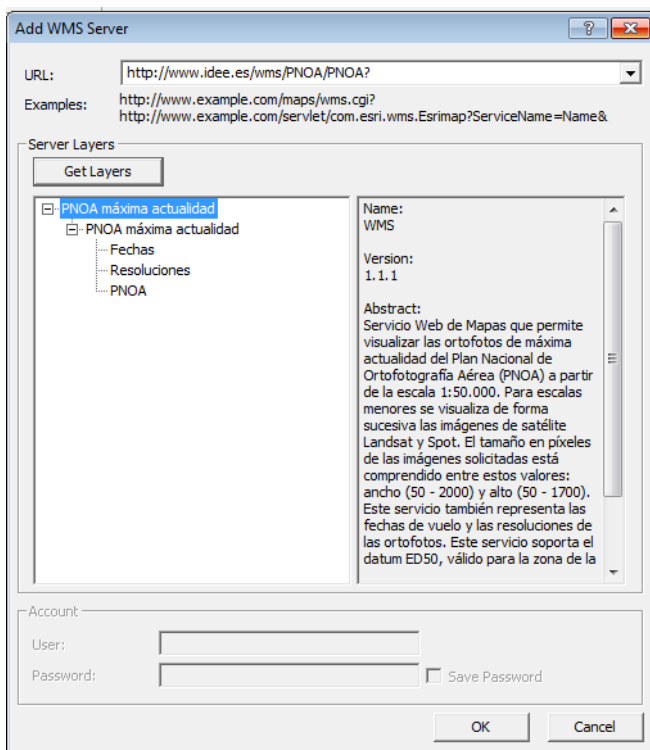 Add WMS Server
URL:
http://www.idee.es/wms/PNOA/PNOA?
Examples:
http://www.example.com/maps/wms.cgi?
http://www.example.com/servlet/com.esri.wms.Esrimap?ServiceName=Name&
Server Layers
Get Layers
PNOA máxima actualidad
PNOA máxima actualidad
Fechas
Resoluciones
PNOA
Name:
WMS
Version:
1.1.1
Abstract:
Servicio Web de Mapas que permite
visualizar las ortofotos de máxima
actualidad del Plan Nacional de
Ortofotografía Aérea (PNOA) a partir
de la escala 1:50.000. Para escalas
menores se visualiza de forma
sucesiva las imágenes de satélite
Landsat y Spot. El tamaño en píxeles
de las imágenes solicitadas está
comprendido entre estos valores:
ancho (50 - 2000) y alto (50 - 1700).
Este servicio también representa las
fechas de vuelo y las resoluciones de
las ortofotos. Este servicio soporta el
datum ED50, válido para la zona de la
Account
User:
Password:
Save Password
OK
Cancel